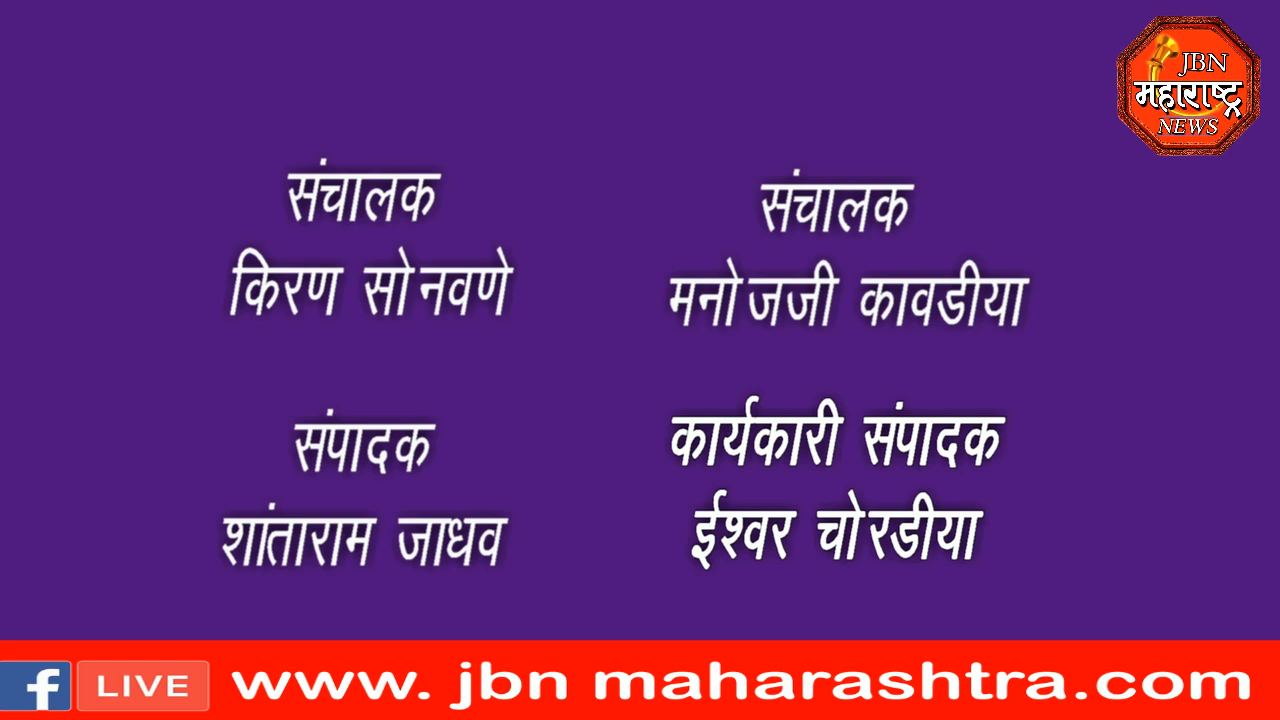 JBN
महाराष्ट्र
NEWS
संचालक
किरण सोनवणे
संचालक
मनोजजी कावडीया
संपादक
शांताराम जाधव
कार्यकारी संपादक
ईश्वर चोरडीया
f LIVE www. jbn maharashtra.com